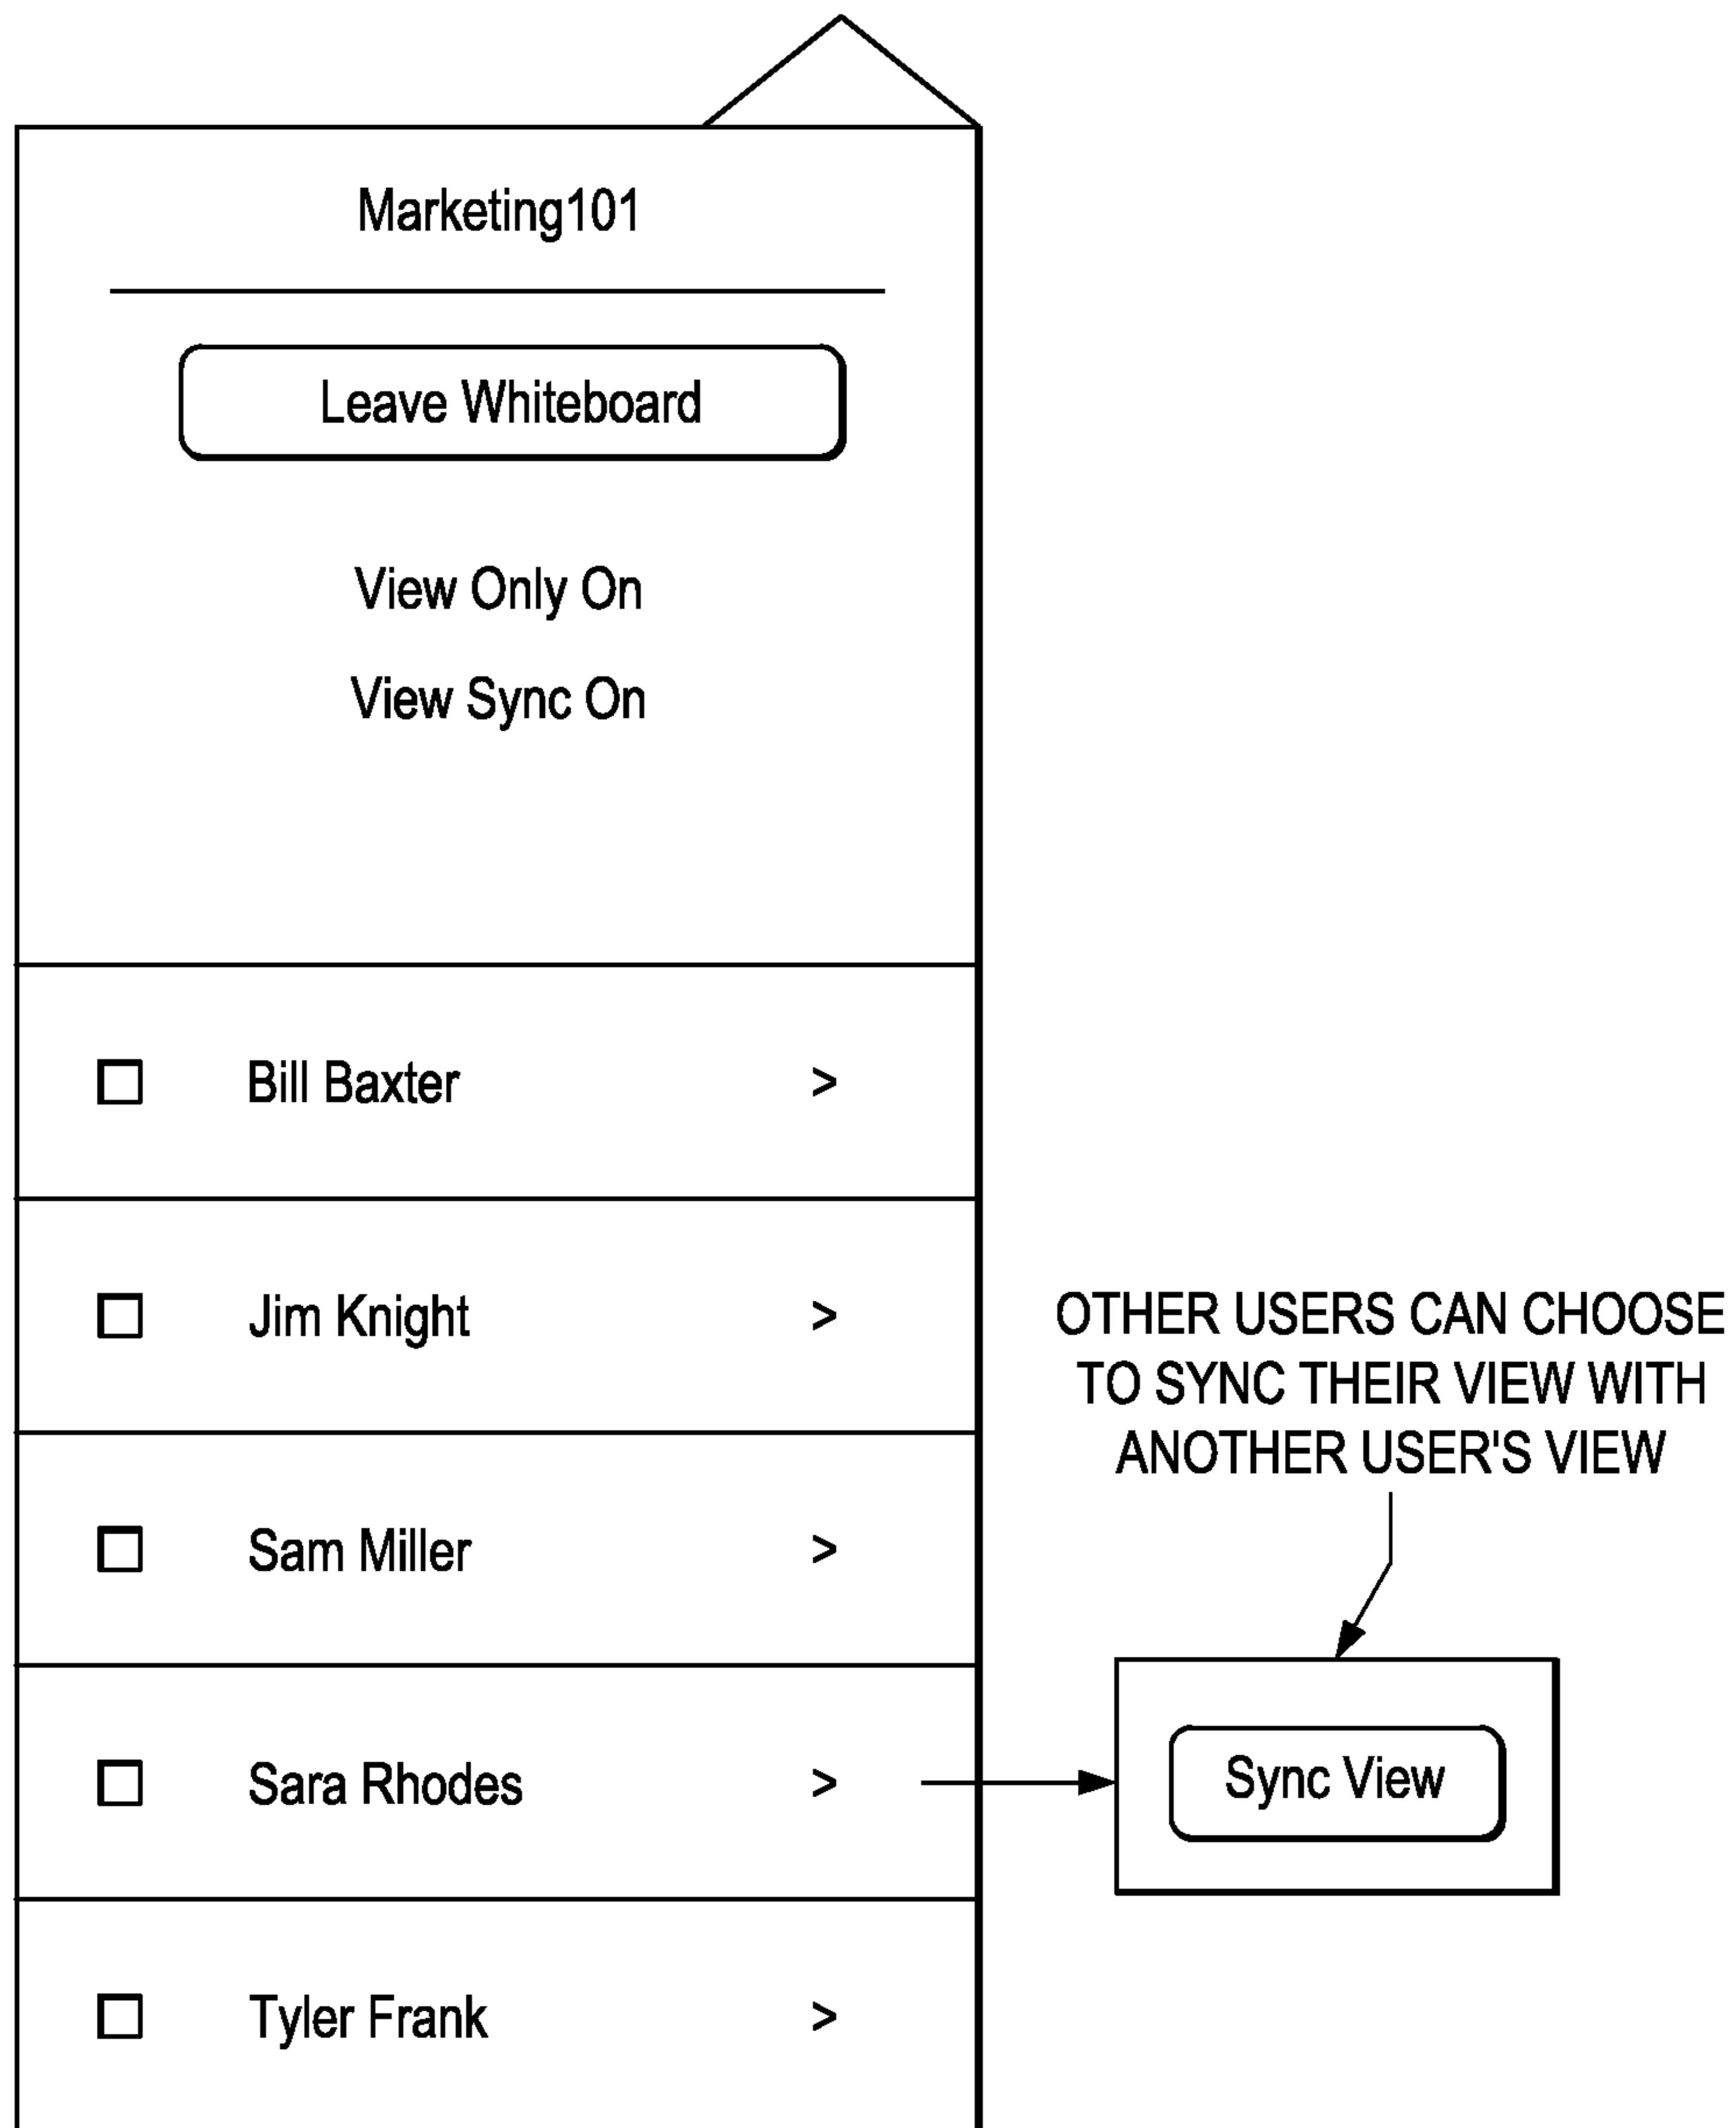 Marketing101
Leave Whiteboard
View Only On
View Sync On
Bill Baxter >
Jim Knight >
Sam Miller >
Sara Rhodes >
Tyler Frank >
OTHER USERS CAN CHOOSE
TO SYNC THEIR VIEW WITH
ANOTHER USER'S VIEW
Sync View